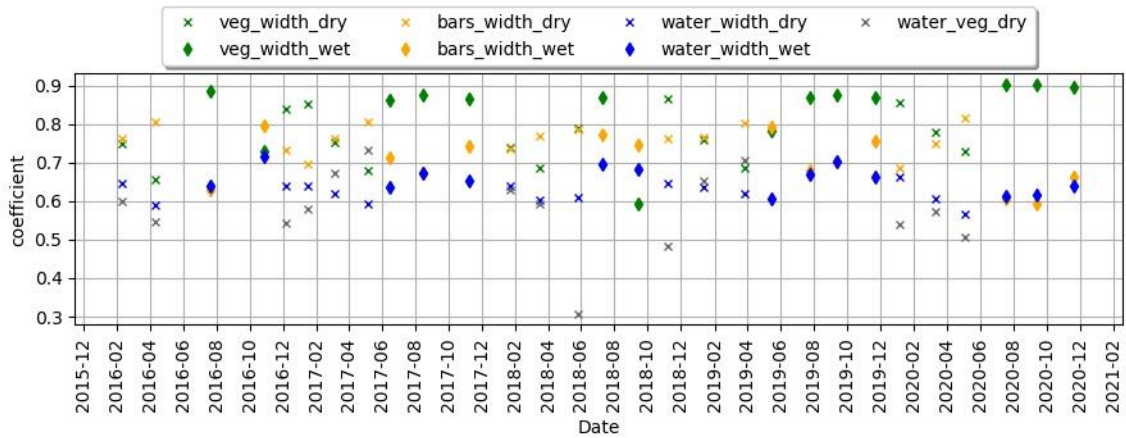 veg_width_dry bars_width_dry water_width_dry water_veg_dry
veg_width_wet bars_width_wet water_width_wet
0.9
0.8
0.7
0.6
0.5
0.4
0.3
coefficient
2015-12 2016-02 2016-04 2016-06 2016-08 2016-10 2016-12 2017-02 2017-04 2017-06 2017-08 2017-10 2017-12 2018-02 2018-04 2018-06 2018-08 2018-10 2018-12 2019-02 2019-04 2019-06 2019-08 2019-10 2019-12 2020-02 2020-04 2020-06 2020-08 2020-10 2020-12 2021-02
Date